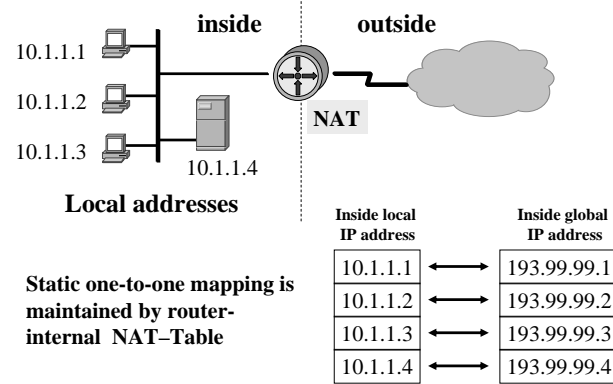 inside
outside
10.1.1.1
10.1.1.2
10.1.1.3
10.1.1.4
NAT
Local addresses
Inside local
IP address
Inside global
IP address
10.1.1.1
193.99.99.1
10.1.1.2
193.99.99.2
10.1.1.3
193.99.99.3
10.1.1.4
193.99.99.4
Static one-to-one mapping is
maintained by router-
internal NAT–Table